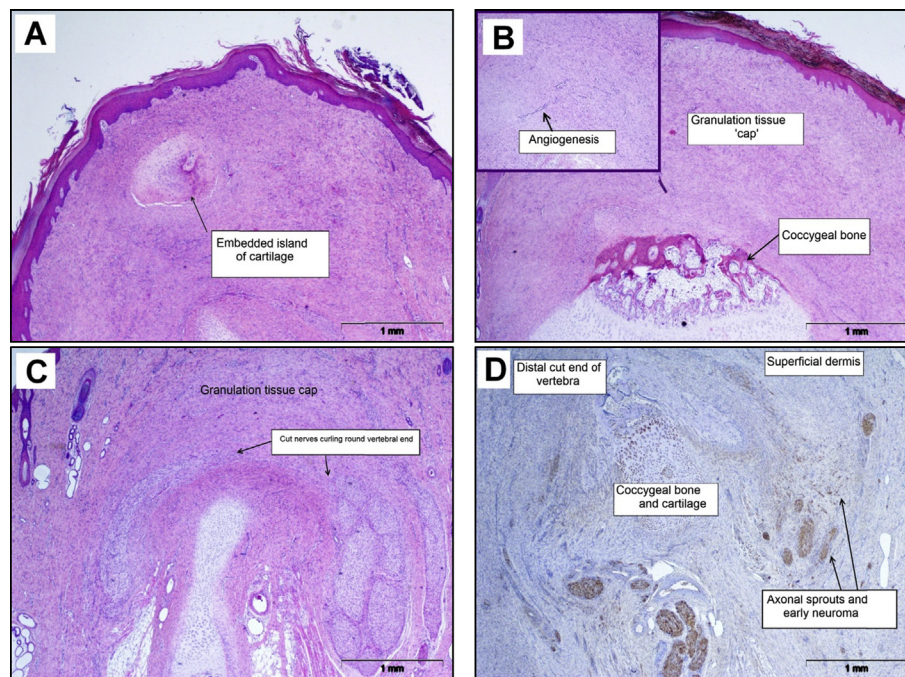 A
Embedded island
of cartilage
1 mm
B
Angiogenesis
Granulation tissue
'cap'
Coccygeal bone
1 mm
C
Granulation tissue cap
Cut nerves curling round vertebral end
1 mm
D
Distal cut end of
vertebra
Superficial dermis
Coccygeal bone
and cartilage
Axonal sprouts and
early neuroma
1 mm